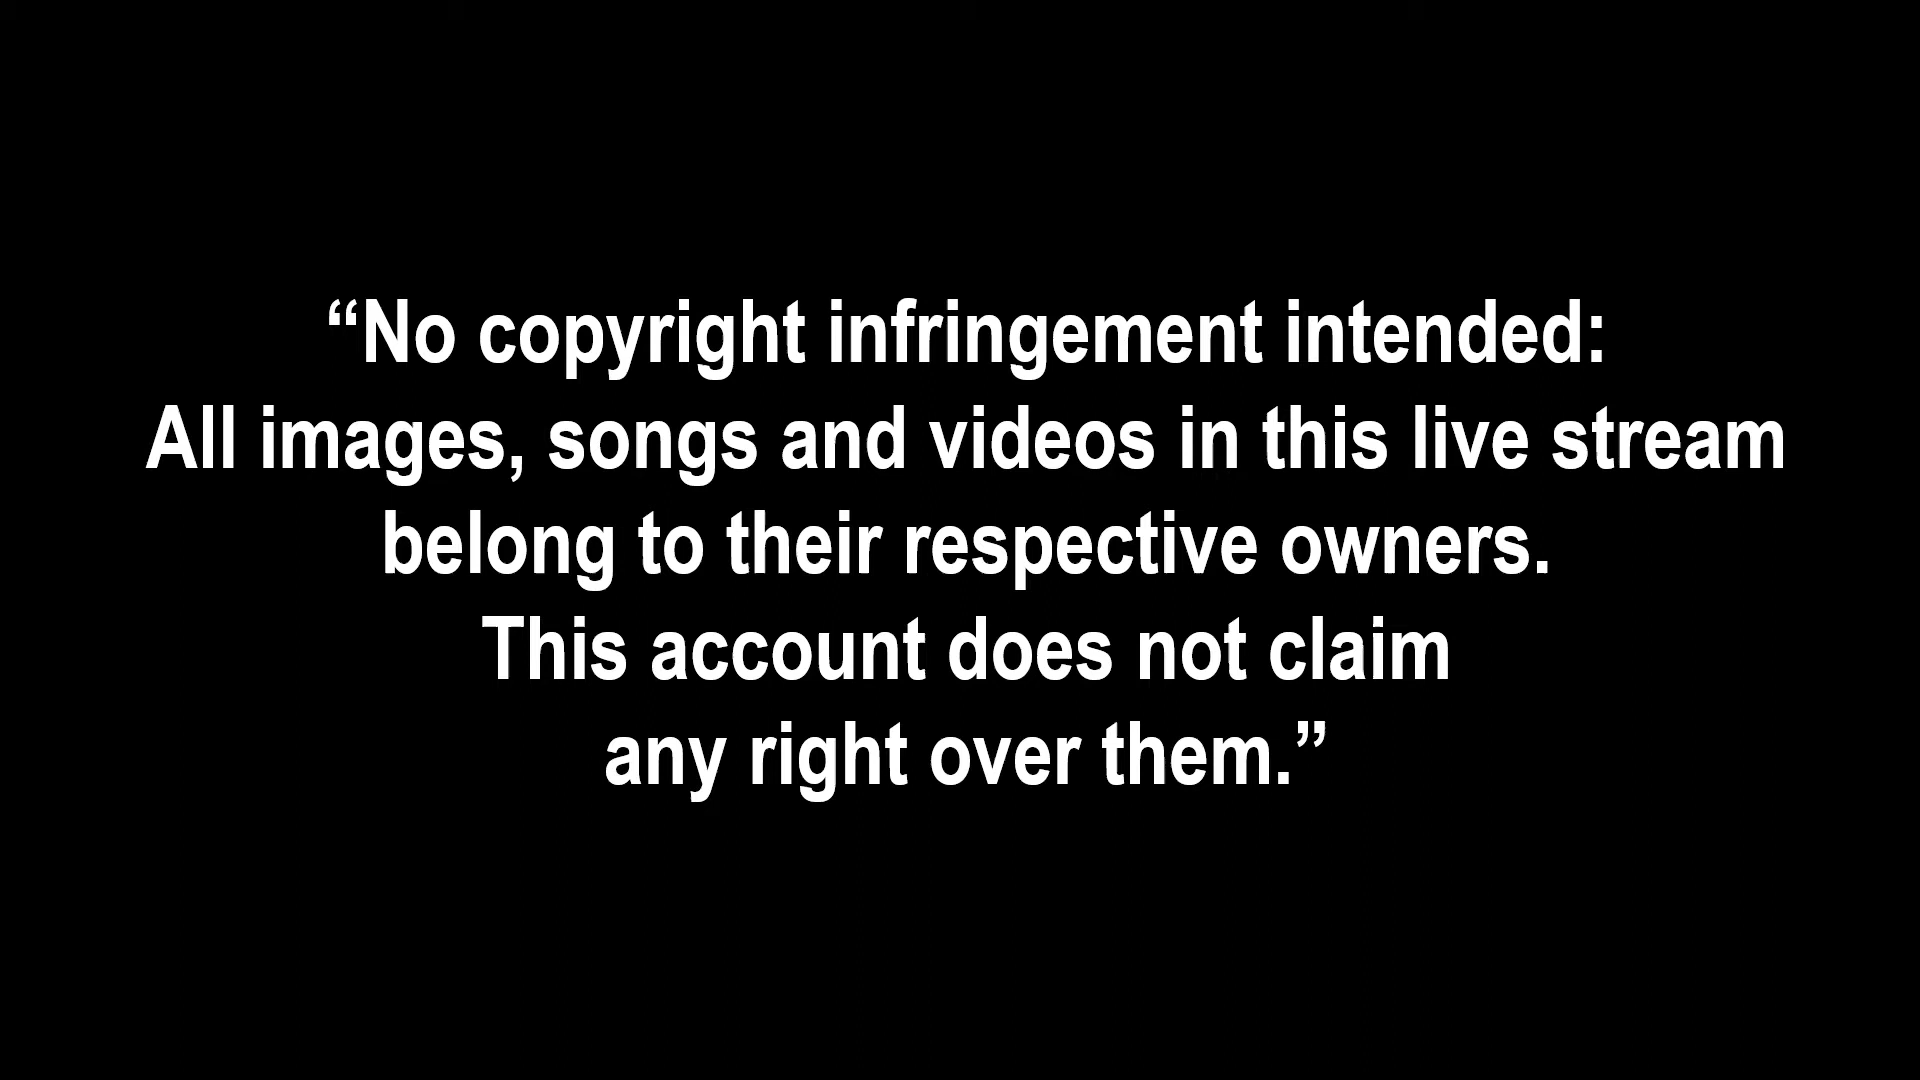 “No copyright infringement intended:
All images, songs and videos in this live stream
belong to their respective owners.
This account does not claim
any right over them.”